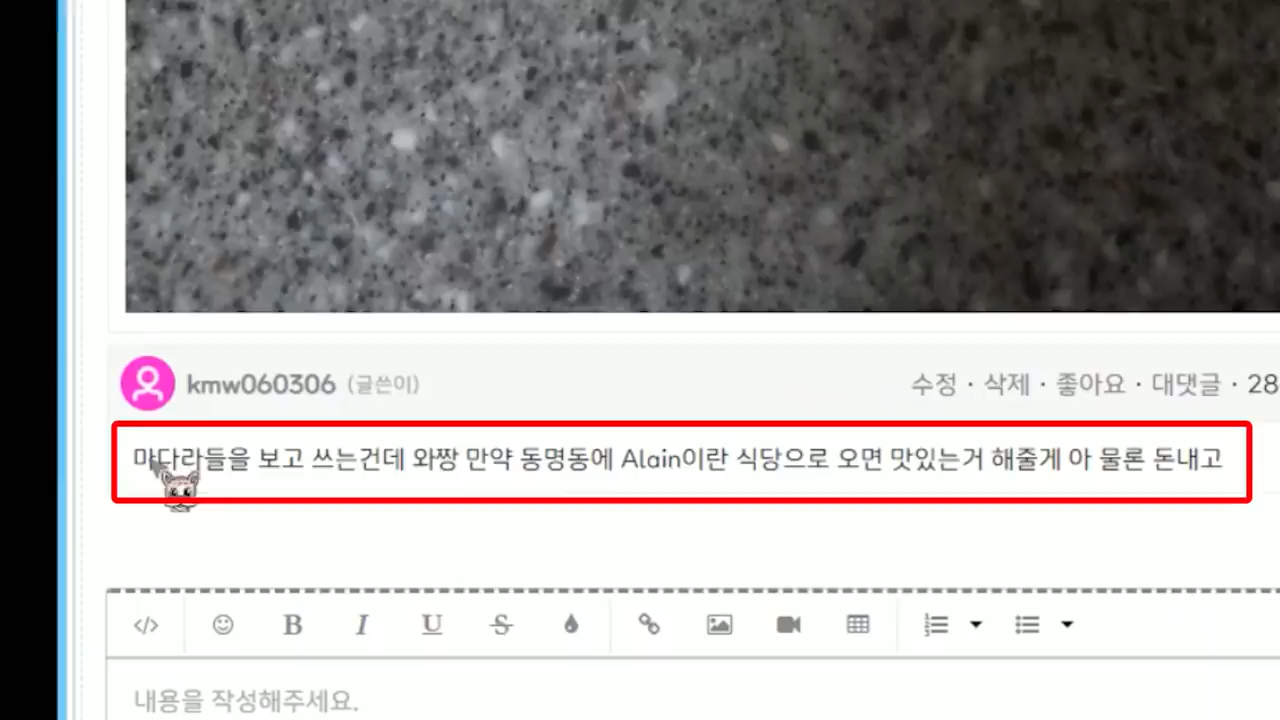 kmw060306 (글쓴이) 수정 · 삭제 · 좋아요 · 대댓글 · 28
마다라들을 보고 쓰는건데 와짱 만약 동명동에 Alain이란 식당으로 오면 맛있는거 해줄게 아 물론 돈내고
B I U S
내용을 작성해주세요.